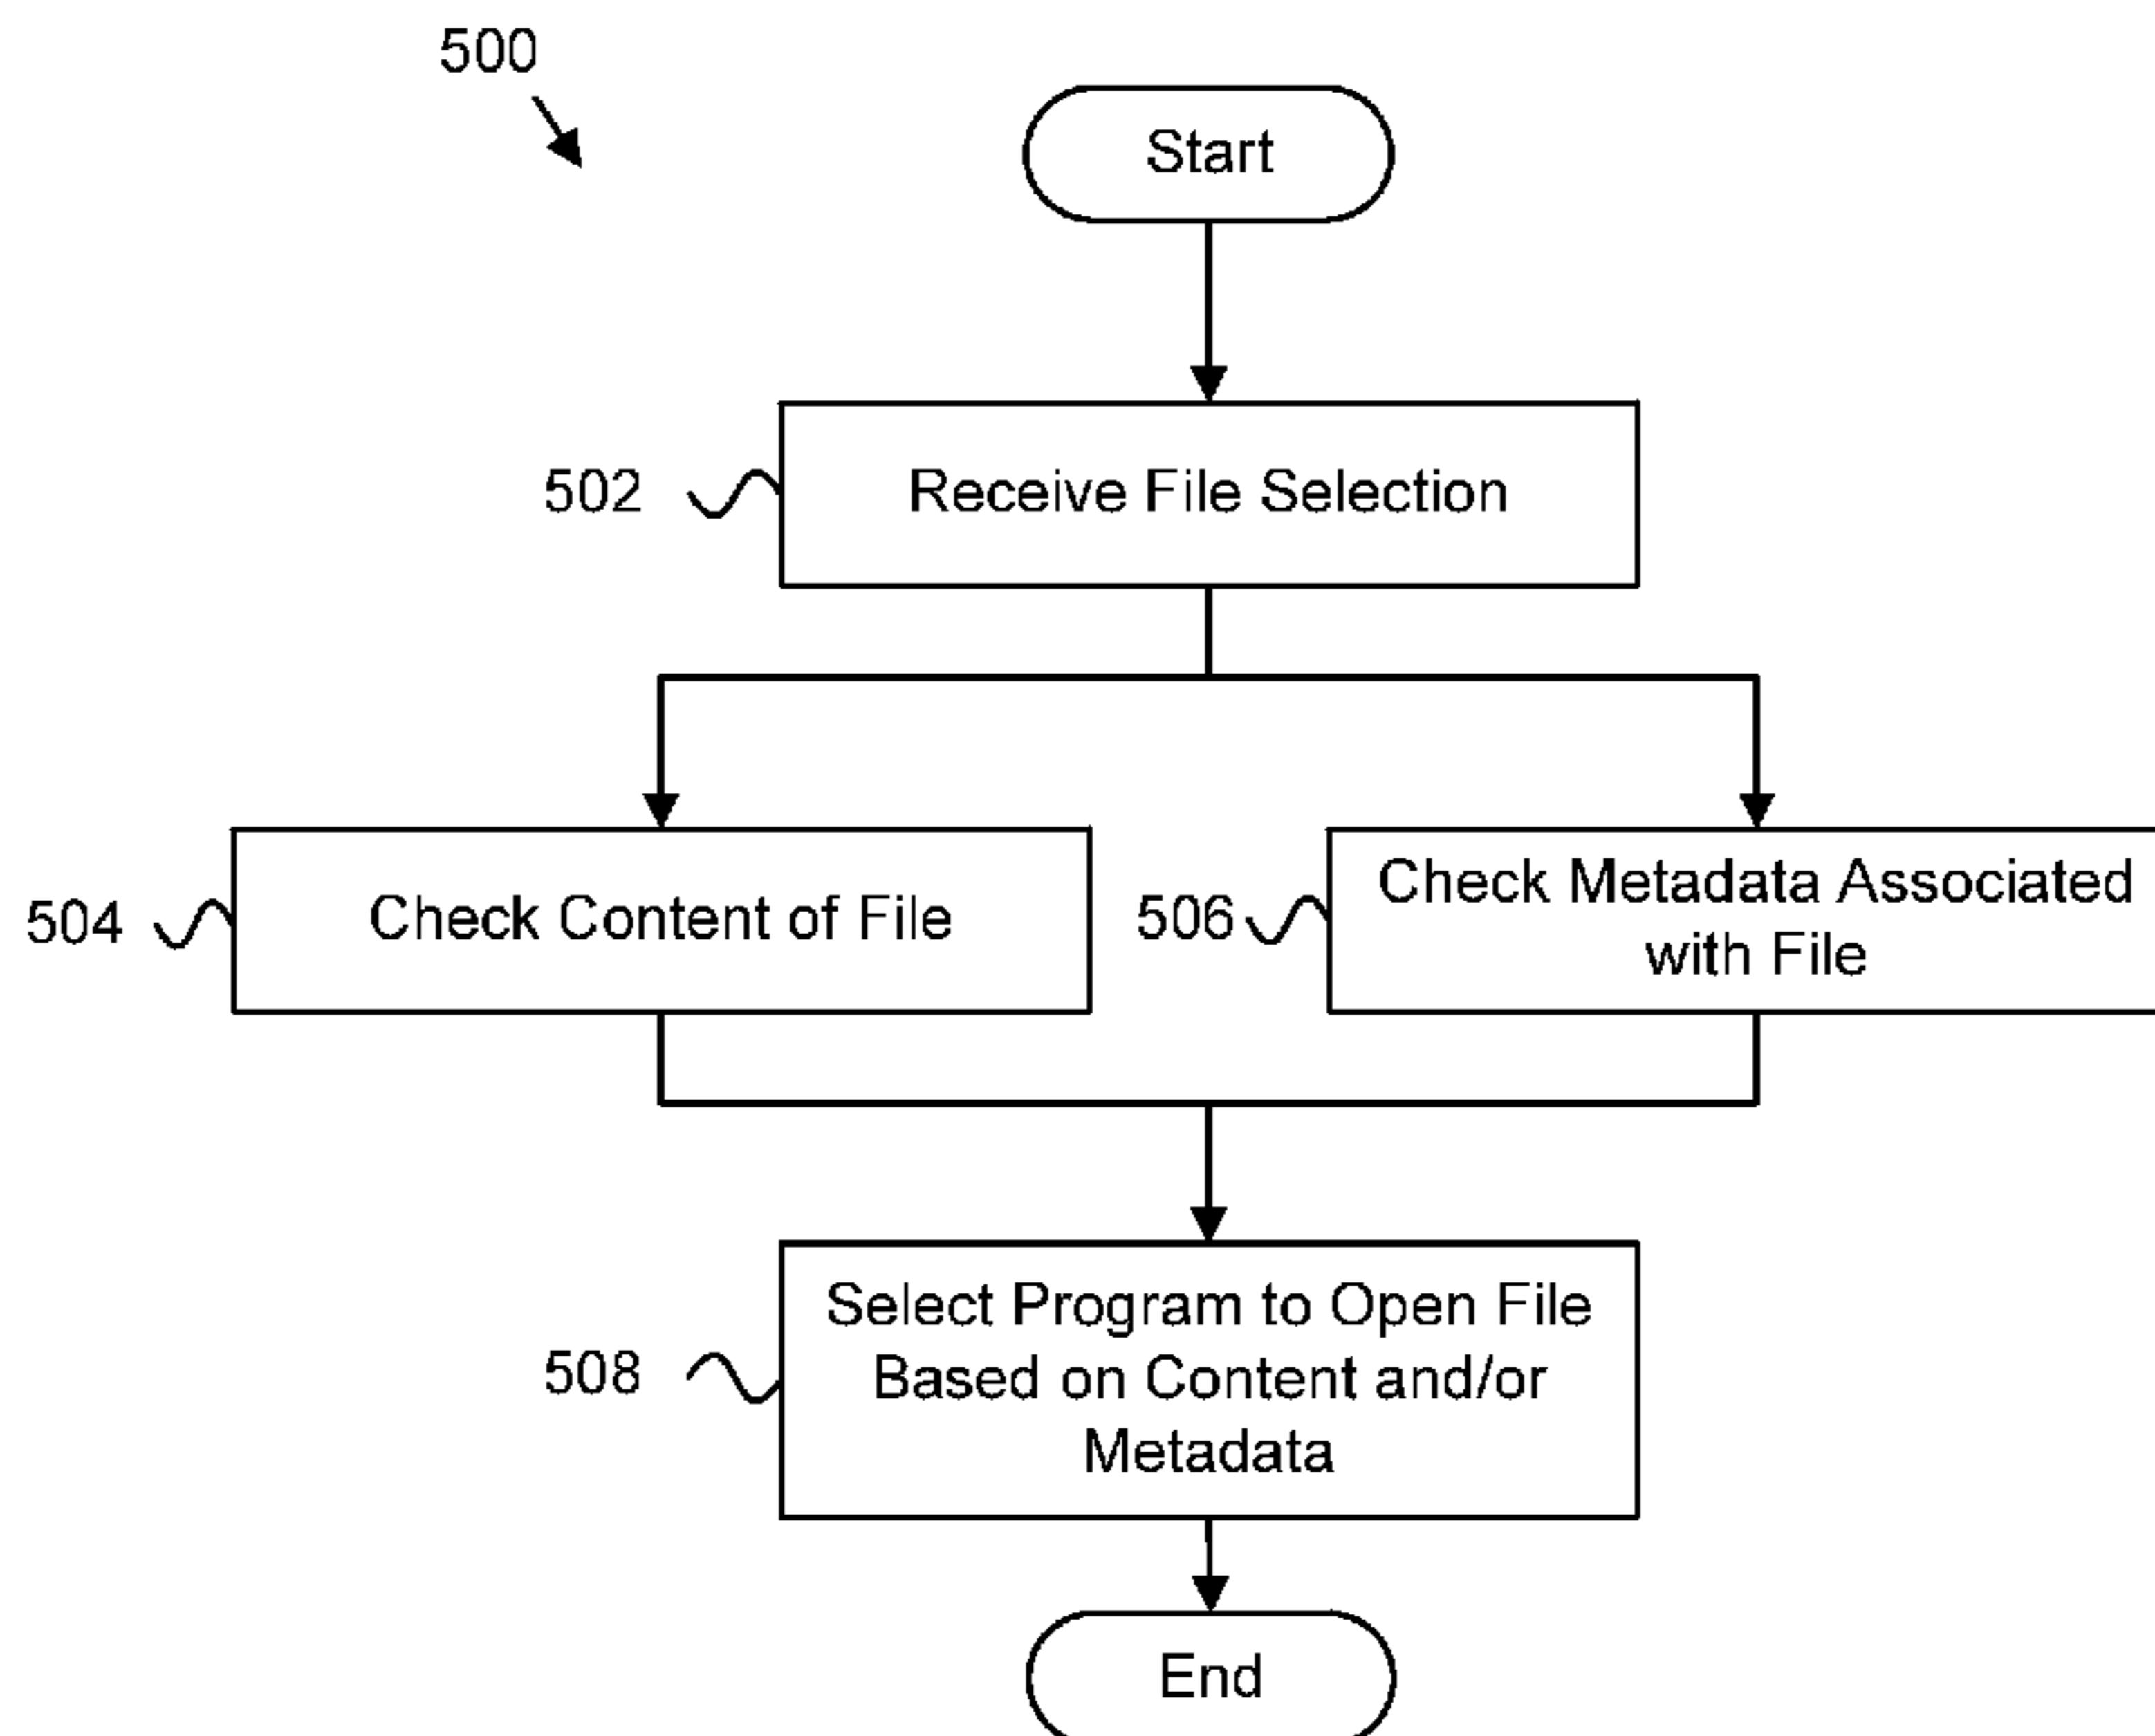 500
Start
502
Receive File Selection
504
Check Content of File
506
Check Metadata Associated
with File
508
Select Program to Open File
Based on Content and/or
Metadata
End